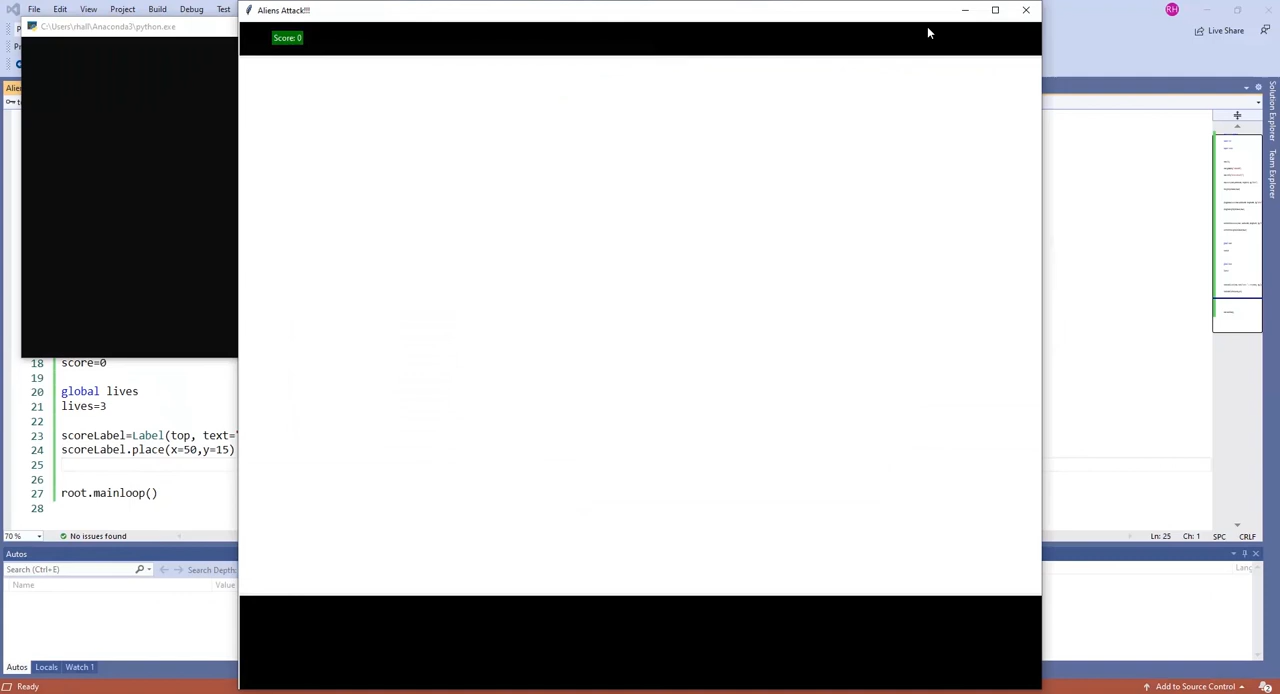 File Edit View Project Build Debug Test
Aliens Attack!!!
RH
C:\Users\rhall\Anaconda3\python.exe
Live Share
Score: 0
Solution Explorer
Team Explorer
18 score=0
19
20 global lives
21 lives=3
22
23 scoreLabel=Label(top, text="
24 scoreLabel.place(x=50,y=15)
25
26
27 root.mainloop()
28
70 % No issues found Ln: 25 Ch: 1 SPC CRLF
Autos
Search (Ctrl+E) Search Depth:
Name Value
Autos Locals Watch 1
Ready Add to Source Control